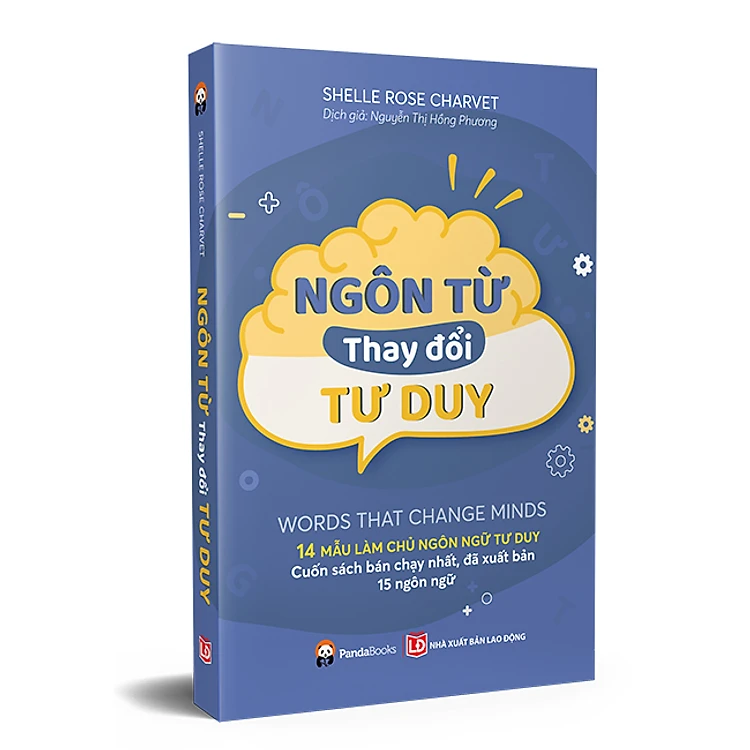 SHELLE ROSE CHARVET
Dịch giả: Nguyễn Thị Hồng Phương
NGÔN TỪ
Thay đổi
TƯ DUY
WORDS THAT CHANGE MINDS
14 MẪU LÀM CHỦ NGÔN NGỮ TƯ DUY
Cuốn sách bán chạy nhất, đã xuất bản
15 ngôn ngữ
PandaBooks
LĐ NHÀ XUẤT BẢN LAO ĐỘNG
SHELLE ROSE CHARVET
NGÔN TỪ Thay đổi TƯ DUY
LĐ